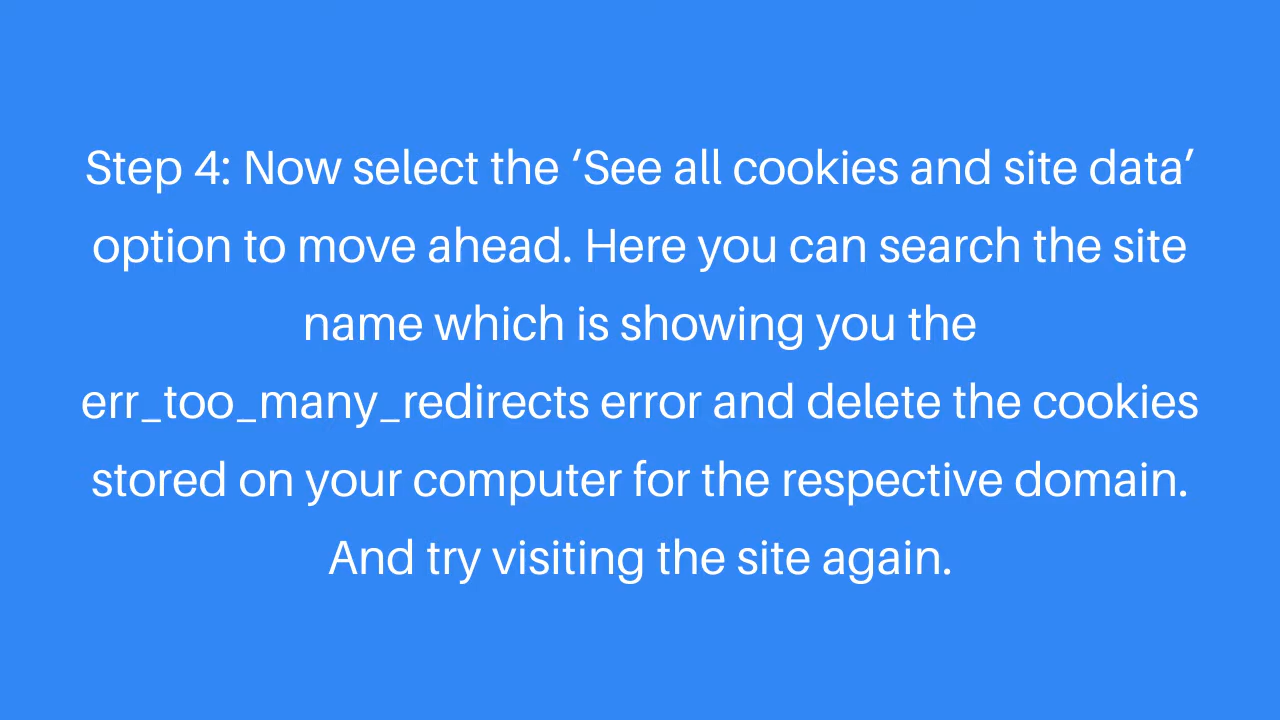 Step 4: Now select the ‘See all cookies and site data’
option to move ahead. Here you can search the site
name which is showing you the
err_too_many_redirects error and delete the cookies
stored on your computer for the respective domain.
And try visiting the site again.